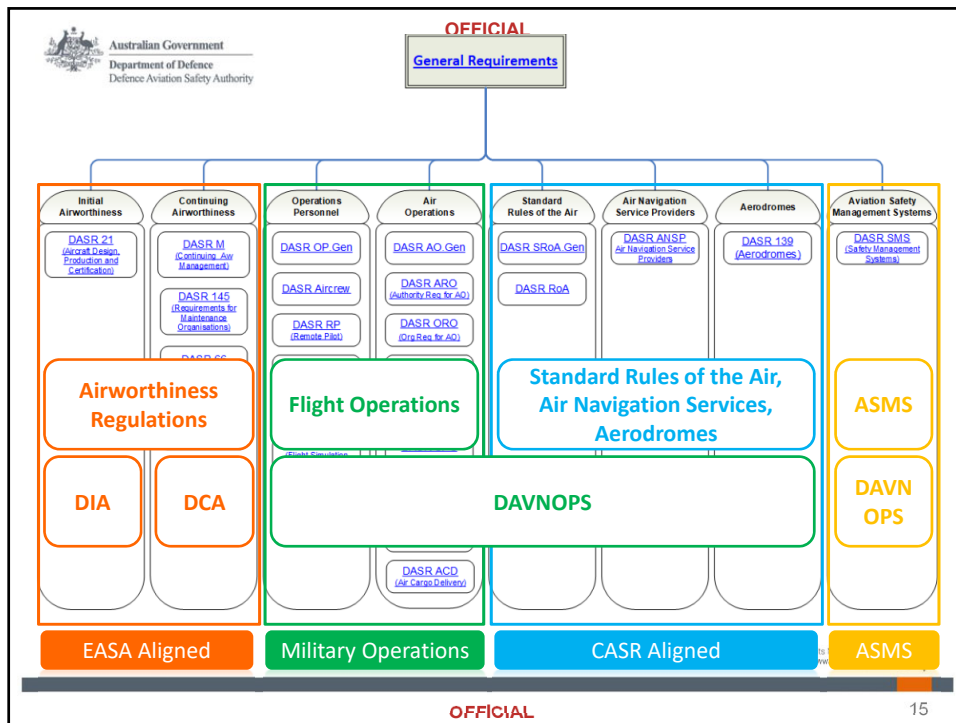 OFFICIAL
Australian Government
Department of Defence
Defence Aviation Safety Authority
General Requirements
Initial
Airworthiness
Continuing
Airworthiness
Operations
Personnel
Air
Operations
Standard
Rules of the Air
Air Navigation
Service Providers
Aerodromes
Aviation Safety
Management Systems
DASR 21
(Aircraft Design,
Production and
Certification)
DASR M
(Continuing Aw
Management)
DASR 145
(Requirements for
Maintenance
Organisations)
DASR 66
DASR OP.Gen
DASR Aircrew
DASR RP
(Remote Pilot)
(Flight Simulation
DASR AO.Gen
DASR ARO
(Authority Req for AO)
DASR ORO
(Org Req for AO)
DASR ACD
(Air Cargo Delivery)
DASR SRoA.Gen
DASR RoA
DASR ANSP
(Air Navigation Service
Providers
DASR 139
(Aerodromes)
DASR SMS
(Safety Management
Systems)
Airworthiness
Regulations
Flight Operations
Standard Rules of the Air,
Air Navigation Services,
Aerodromes
ASMS
DIA
DCA
DAVNOPS
DAVN
OPS
EASA Aligned
Military Operations
CASR Aligned
ASMS
OFFICIAL
15